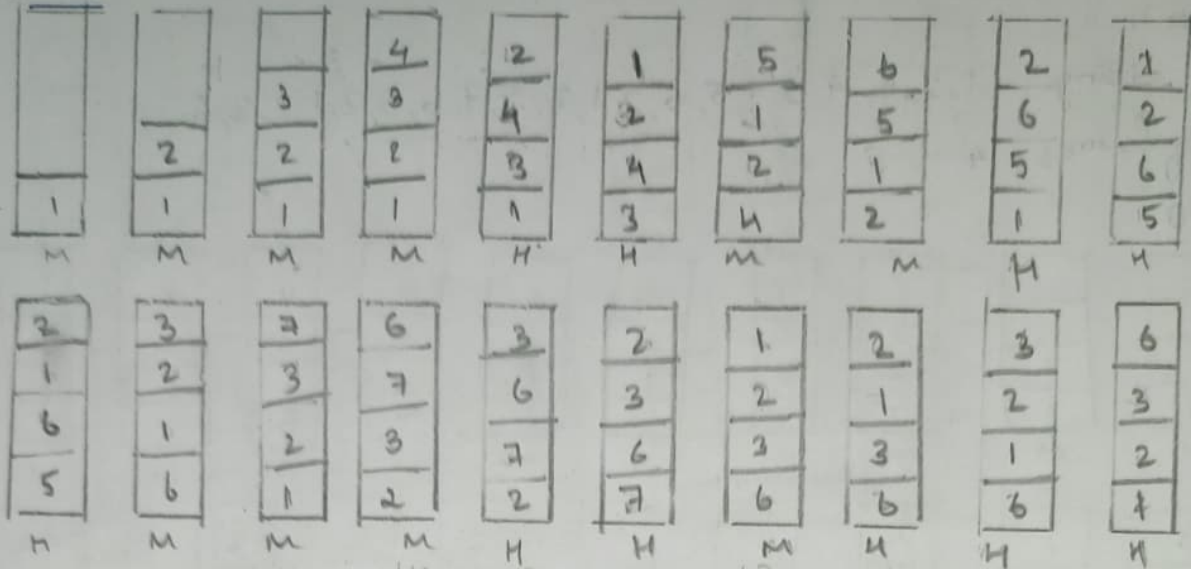 4 2 1 5 6 2 1
3 3 4 2 1 5 6 2
2 2 2 3 4 2 1 5 6
1 1 1 1 1 3 4 2 1 5
M M M M H H M M H H
2 3 7 6 3 2 1 2 3 6
1 2 3 7 6 3 2 1 2 3
6 1 2 3 7 6 3 3 1 2
5 6 1 2 2 7 6 6 6 1
H M M M H H M H H H